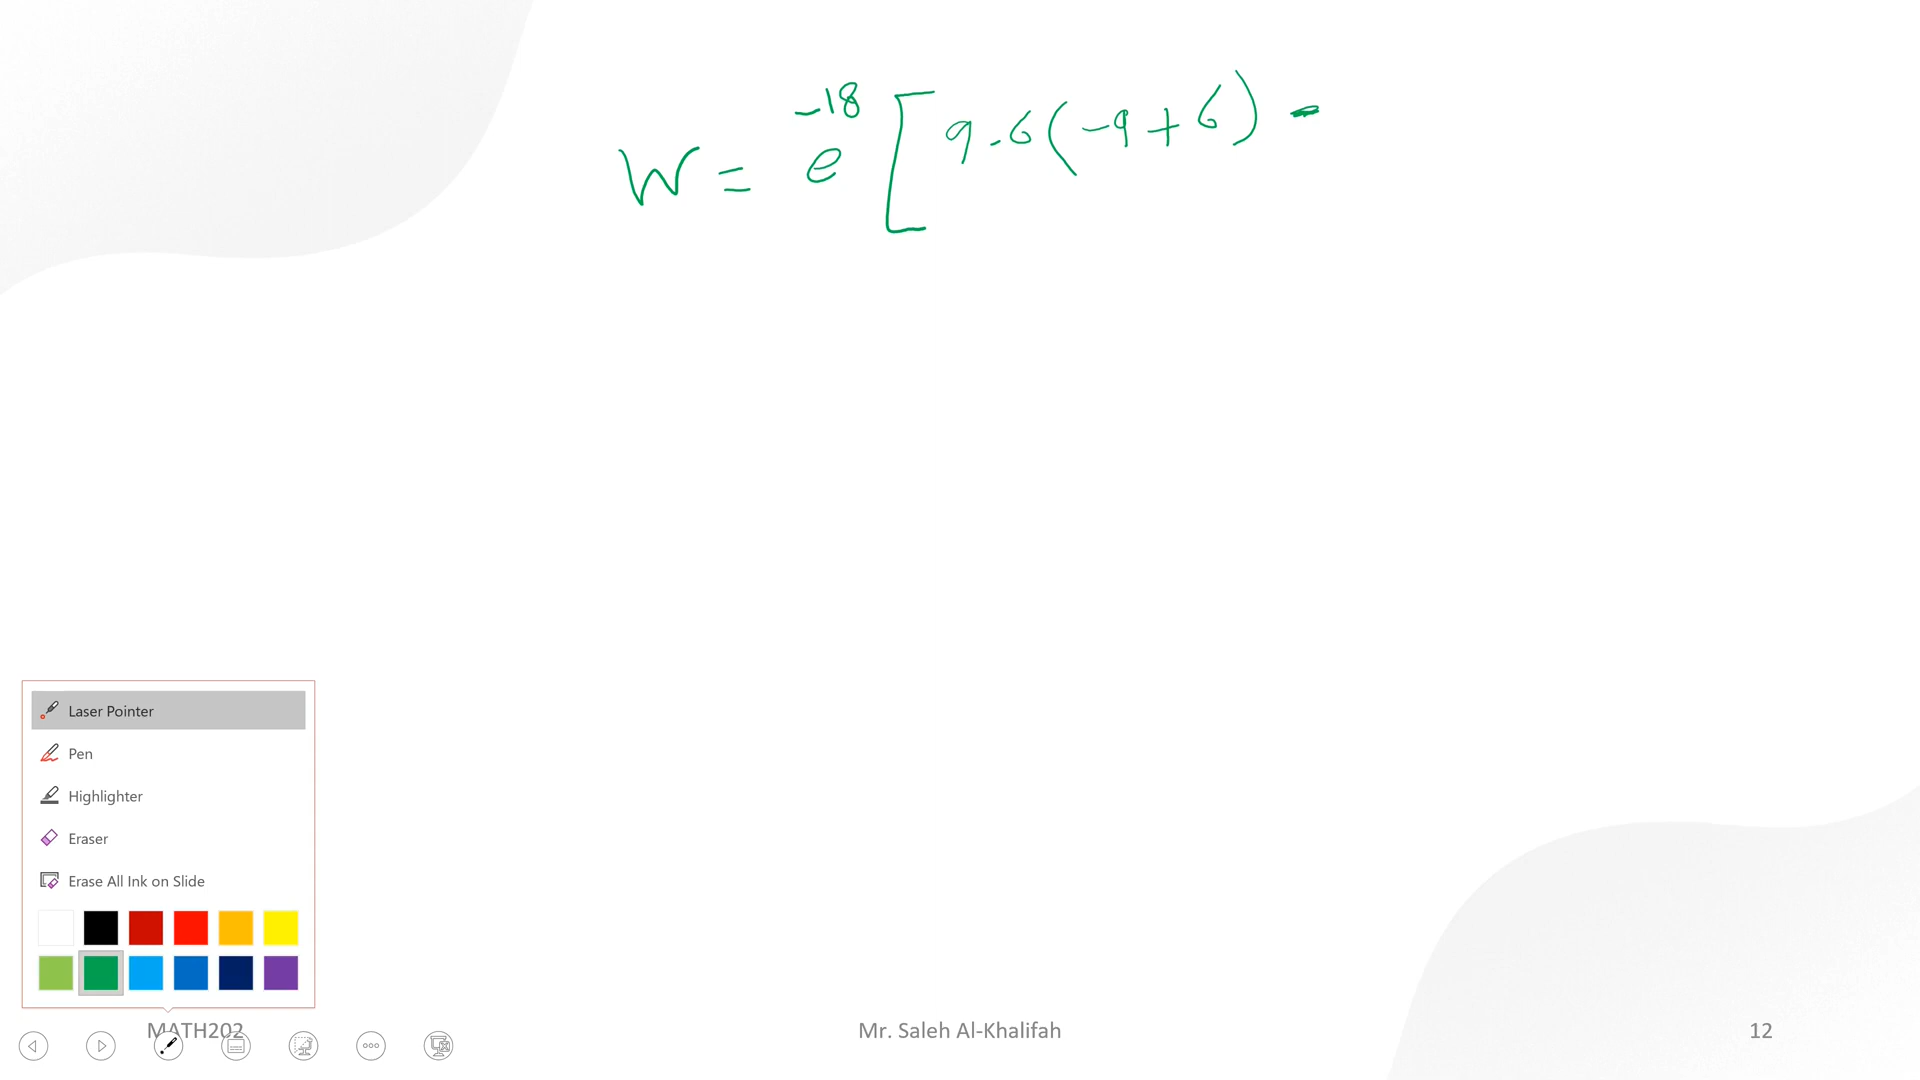 W = e^-18 [ 9-6(-9+6) -
Laser Pointer
Pen
Highlighter
Eraser
Erase All Ink on Slide
MATH202
Mr. Saleh Al-Khalifah
12